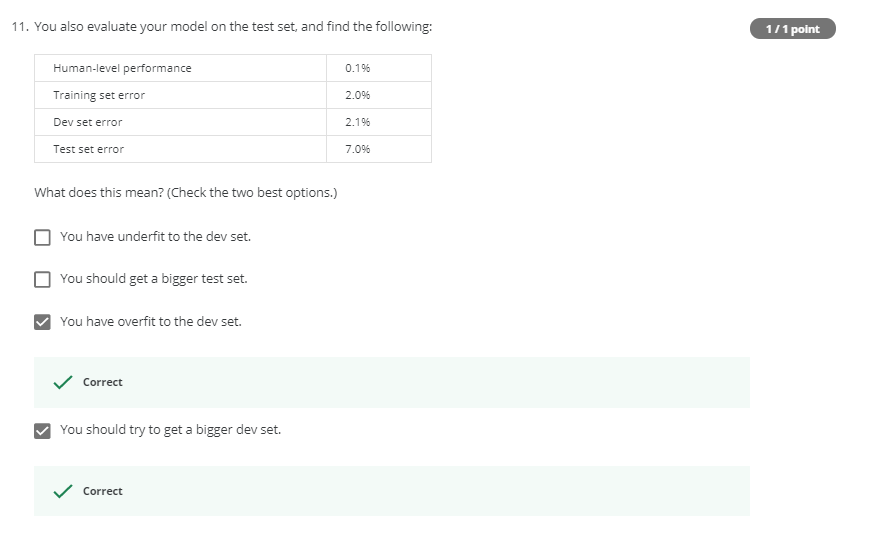 11. You also evaluate your model on the test set, and find the following:
1 / 1 point
Human-level performance 0.1%
Training set error 2.0%
Dev set error 2.1%
Test set error 7.0%
What does this mean? (Check the two best options.)
You have underfit to the dev set.
You should get a bigger test set.
You have overfit to the dev set.
Correct
You should try to get a bigger dev set.
Correct